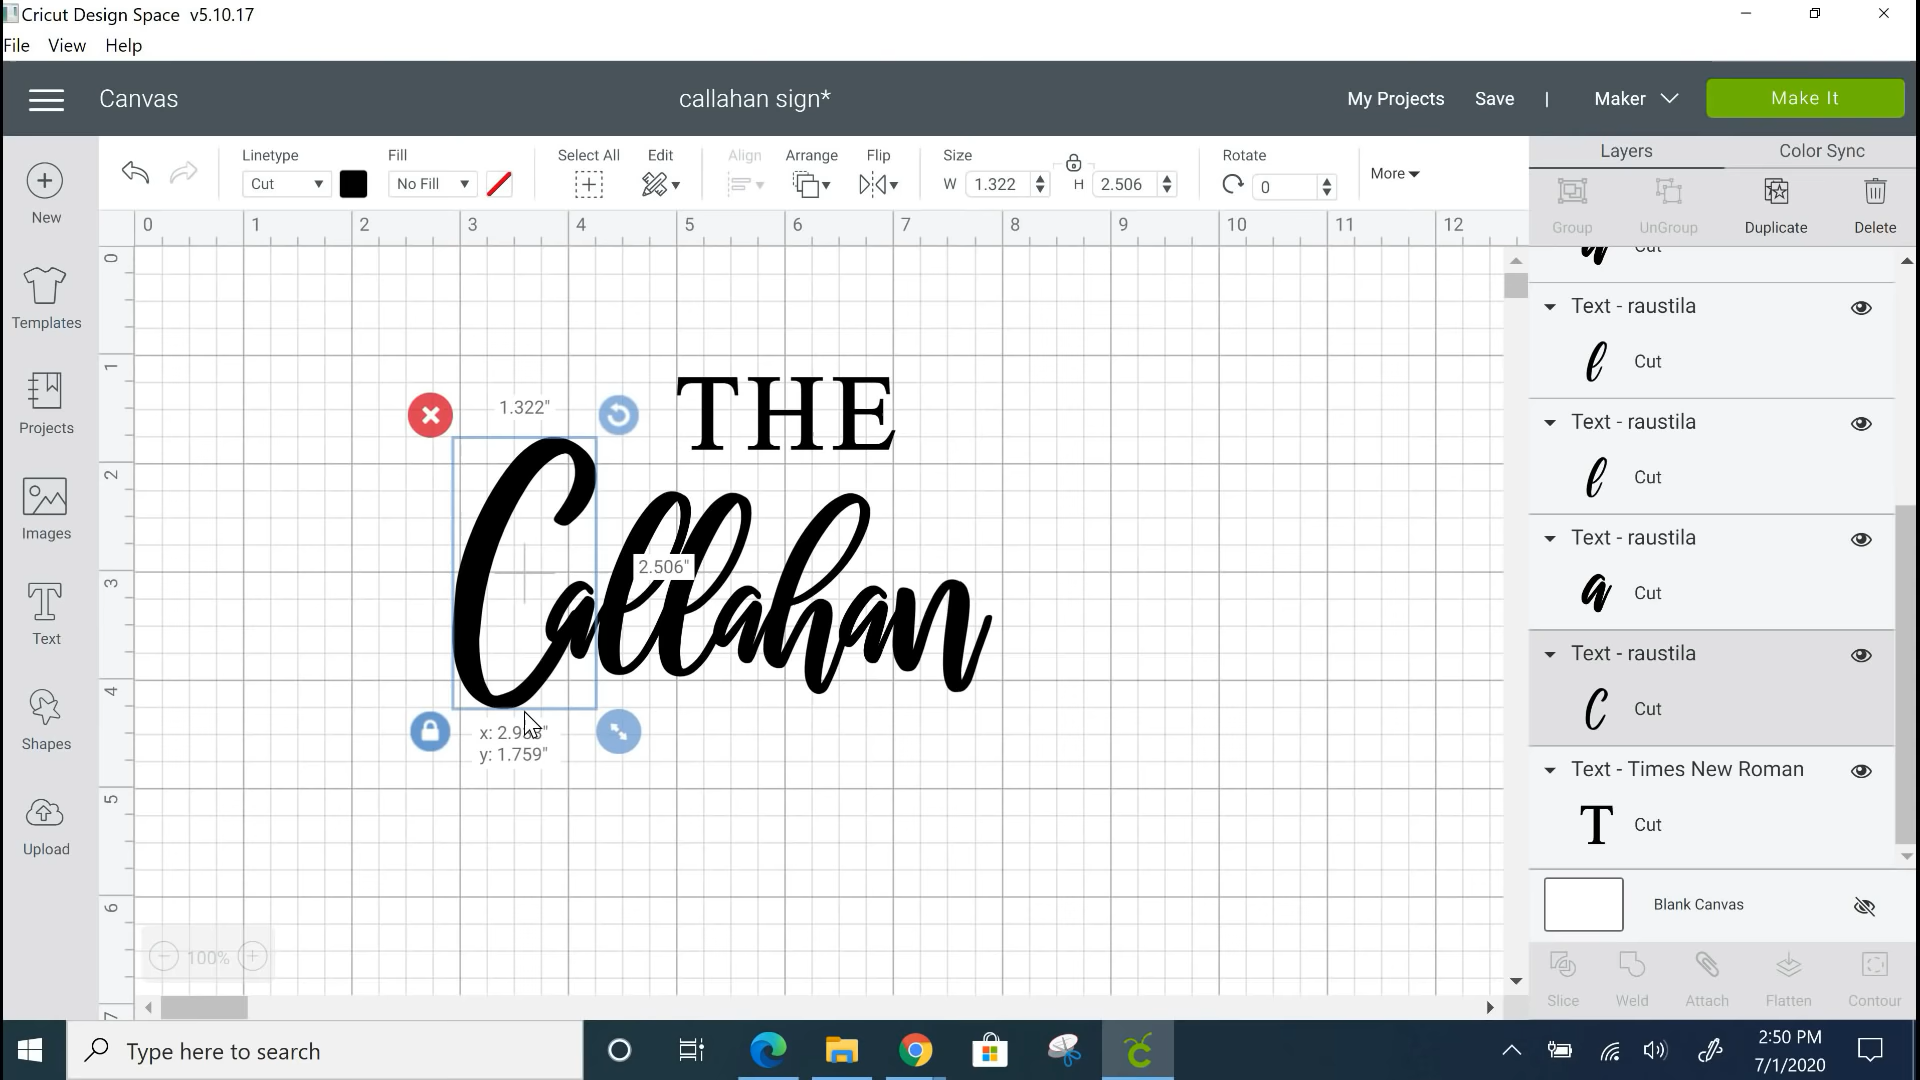 Cricut Design Space v5.10.17
File View Help
Canvas
callahan sign*
My Projects Save | Maker Make It
Linetype
Cut
Fill
No Fill
Select All
Edit
Align
Arrange
Flip
Size
W 1.322
H 2.506
Rotate
0
More
Layers
Color Sync
Group
UnGroup
Duplicate
Delete
New
Templates
Projects
Images
Text
Shapes
Upload
0 1 2 3 4 5 6 7 8 9 10 11 12
0
1
2
3
4
5
6
7
1.322"
THE
Callahan
2.506"
y: 1.759"
100%
a Cut
Text - raustila
l Cut
Text - raustila
l Cut
Text - raustila
a Cut
Text - raustila
C Cut
Text - Times New Roman
T Cut
Blank Canvas
Slice
Weld
Attach
Flatten
Contour
Type here to search
2:50 PM
7/1/2020